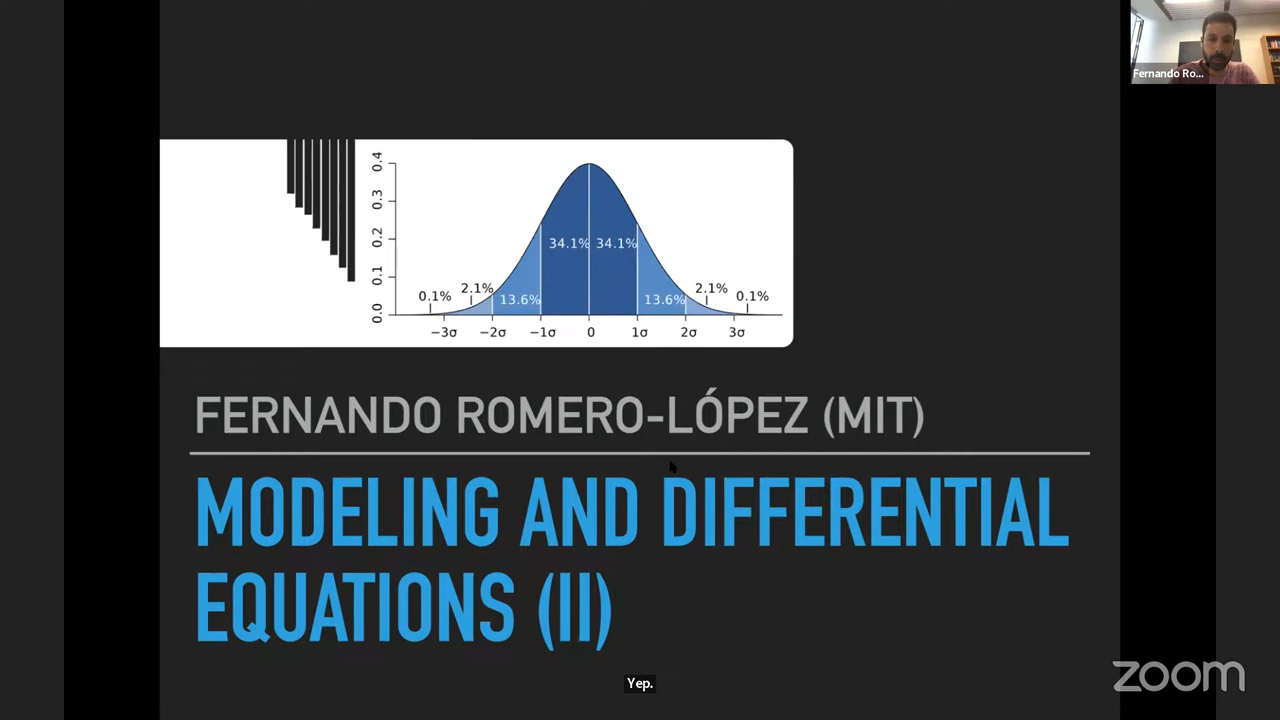 Fernando Ro...
0.4
0.3
0.2
0.1
0.0
34.1% 34.1%
0.1% 2.1% 13.6% 13.6% 2.1% 0.1%
−3σ −2σ −1σ 0 1σ 2σ 3σ
FERNANDO ROMERO-LÓPEZ (MIT)
MODELING AND DIFFERENTIAL
EQUATIONS (II)
Yep.
zoom